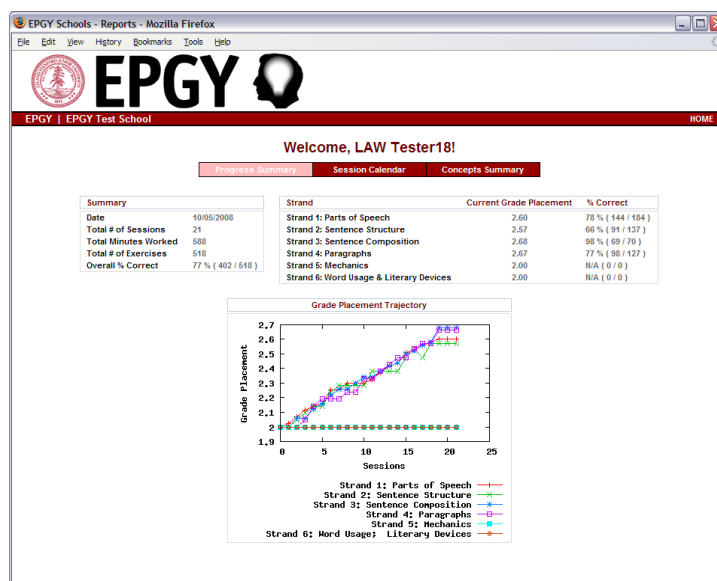 EPGY Schools - Reports - Mozilla Firefox
File Edit View History Bookmarks Tools Help
EPGY
EPGY | EPGY Test School HOME
Welcome, LAW Tester18!
Progress Summary Session Calendar Concepts Summary
Summary
Date 10/05/2008
Total # of Sessions 21
Total Minutes Worked 588
Total # of Exercises 518
Overall % Correct 77 % ( 402 / 518 )
Strand Current Grade Placement % Correct
Strand 1: Parts of Speech 2.60 78 % ( 144 / 184 )
Strand 2: Sentence Structure 2.57 66 % ( 91 / 137 )
Strand 3: Sentence Composition 2.68 98 % ( 69 / 70 )
Strand 4: Paragraphs 2.67 77 % ( 98 / 127 )
Strand 5: Mechanics 2.00 N/A ( 0 / 0 )
Strand 6: Word Usage & Literary Devices 2.00 N/A ( 0 / 0 )
Grade Placement Trajectory
2.7
2.6
2.5
2.4
2.3
2.2
2.1
2
1.9
Grade Placement
0 5 10 15 20 25
Sessions
Strand 1: Parts of Speech
Strand 2: Sentence Structure
Strand 3: Sentence Composition
Strand 4: Paragraphs
Strand 5: Mechanics
Strand 6: Word Usage; Literary Devices